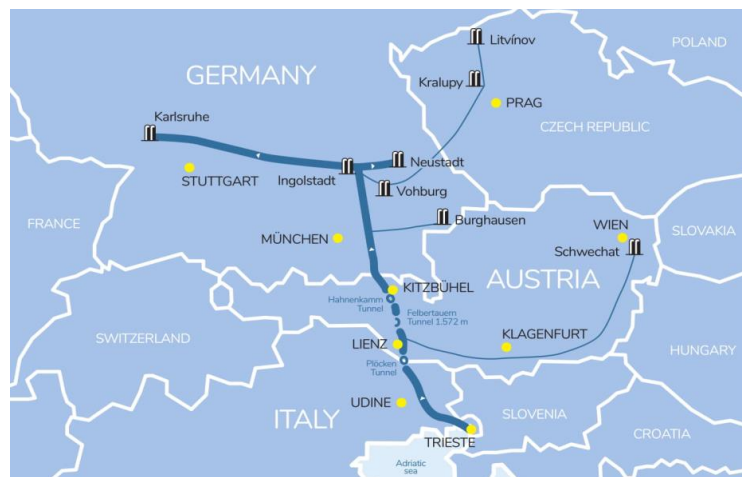 Litvínov
POLAND
GERMANY
Kralupy
PRAG
Karlsruhe
CZECH REPUBLIC
Neustadt
Ingolstadt
STUTTGART
Vohburg
FRANCE
Burghausen
WIEN
SLOVAKIA
MÜNCHEN
Schwechat
AUSTRIA
KITZBÜHEL
Hahnenkamm
Tunnel
Felbertauern
Tunnel 1.572 m
SWITZERLAND
KLAGENFURT
LIENZ
HUNGARY
Plöcken
Tunnel
UDINE
ITALY
SLOVENIA
CROATIA
TRIESTE
Adriatic
sea